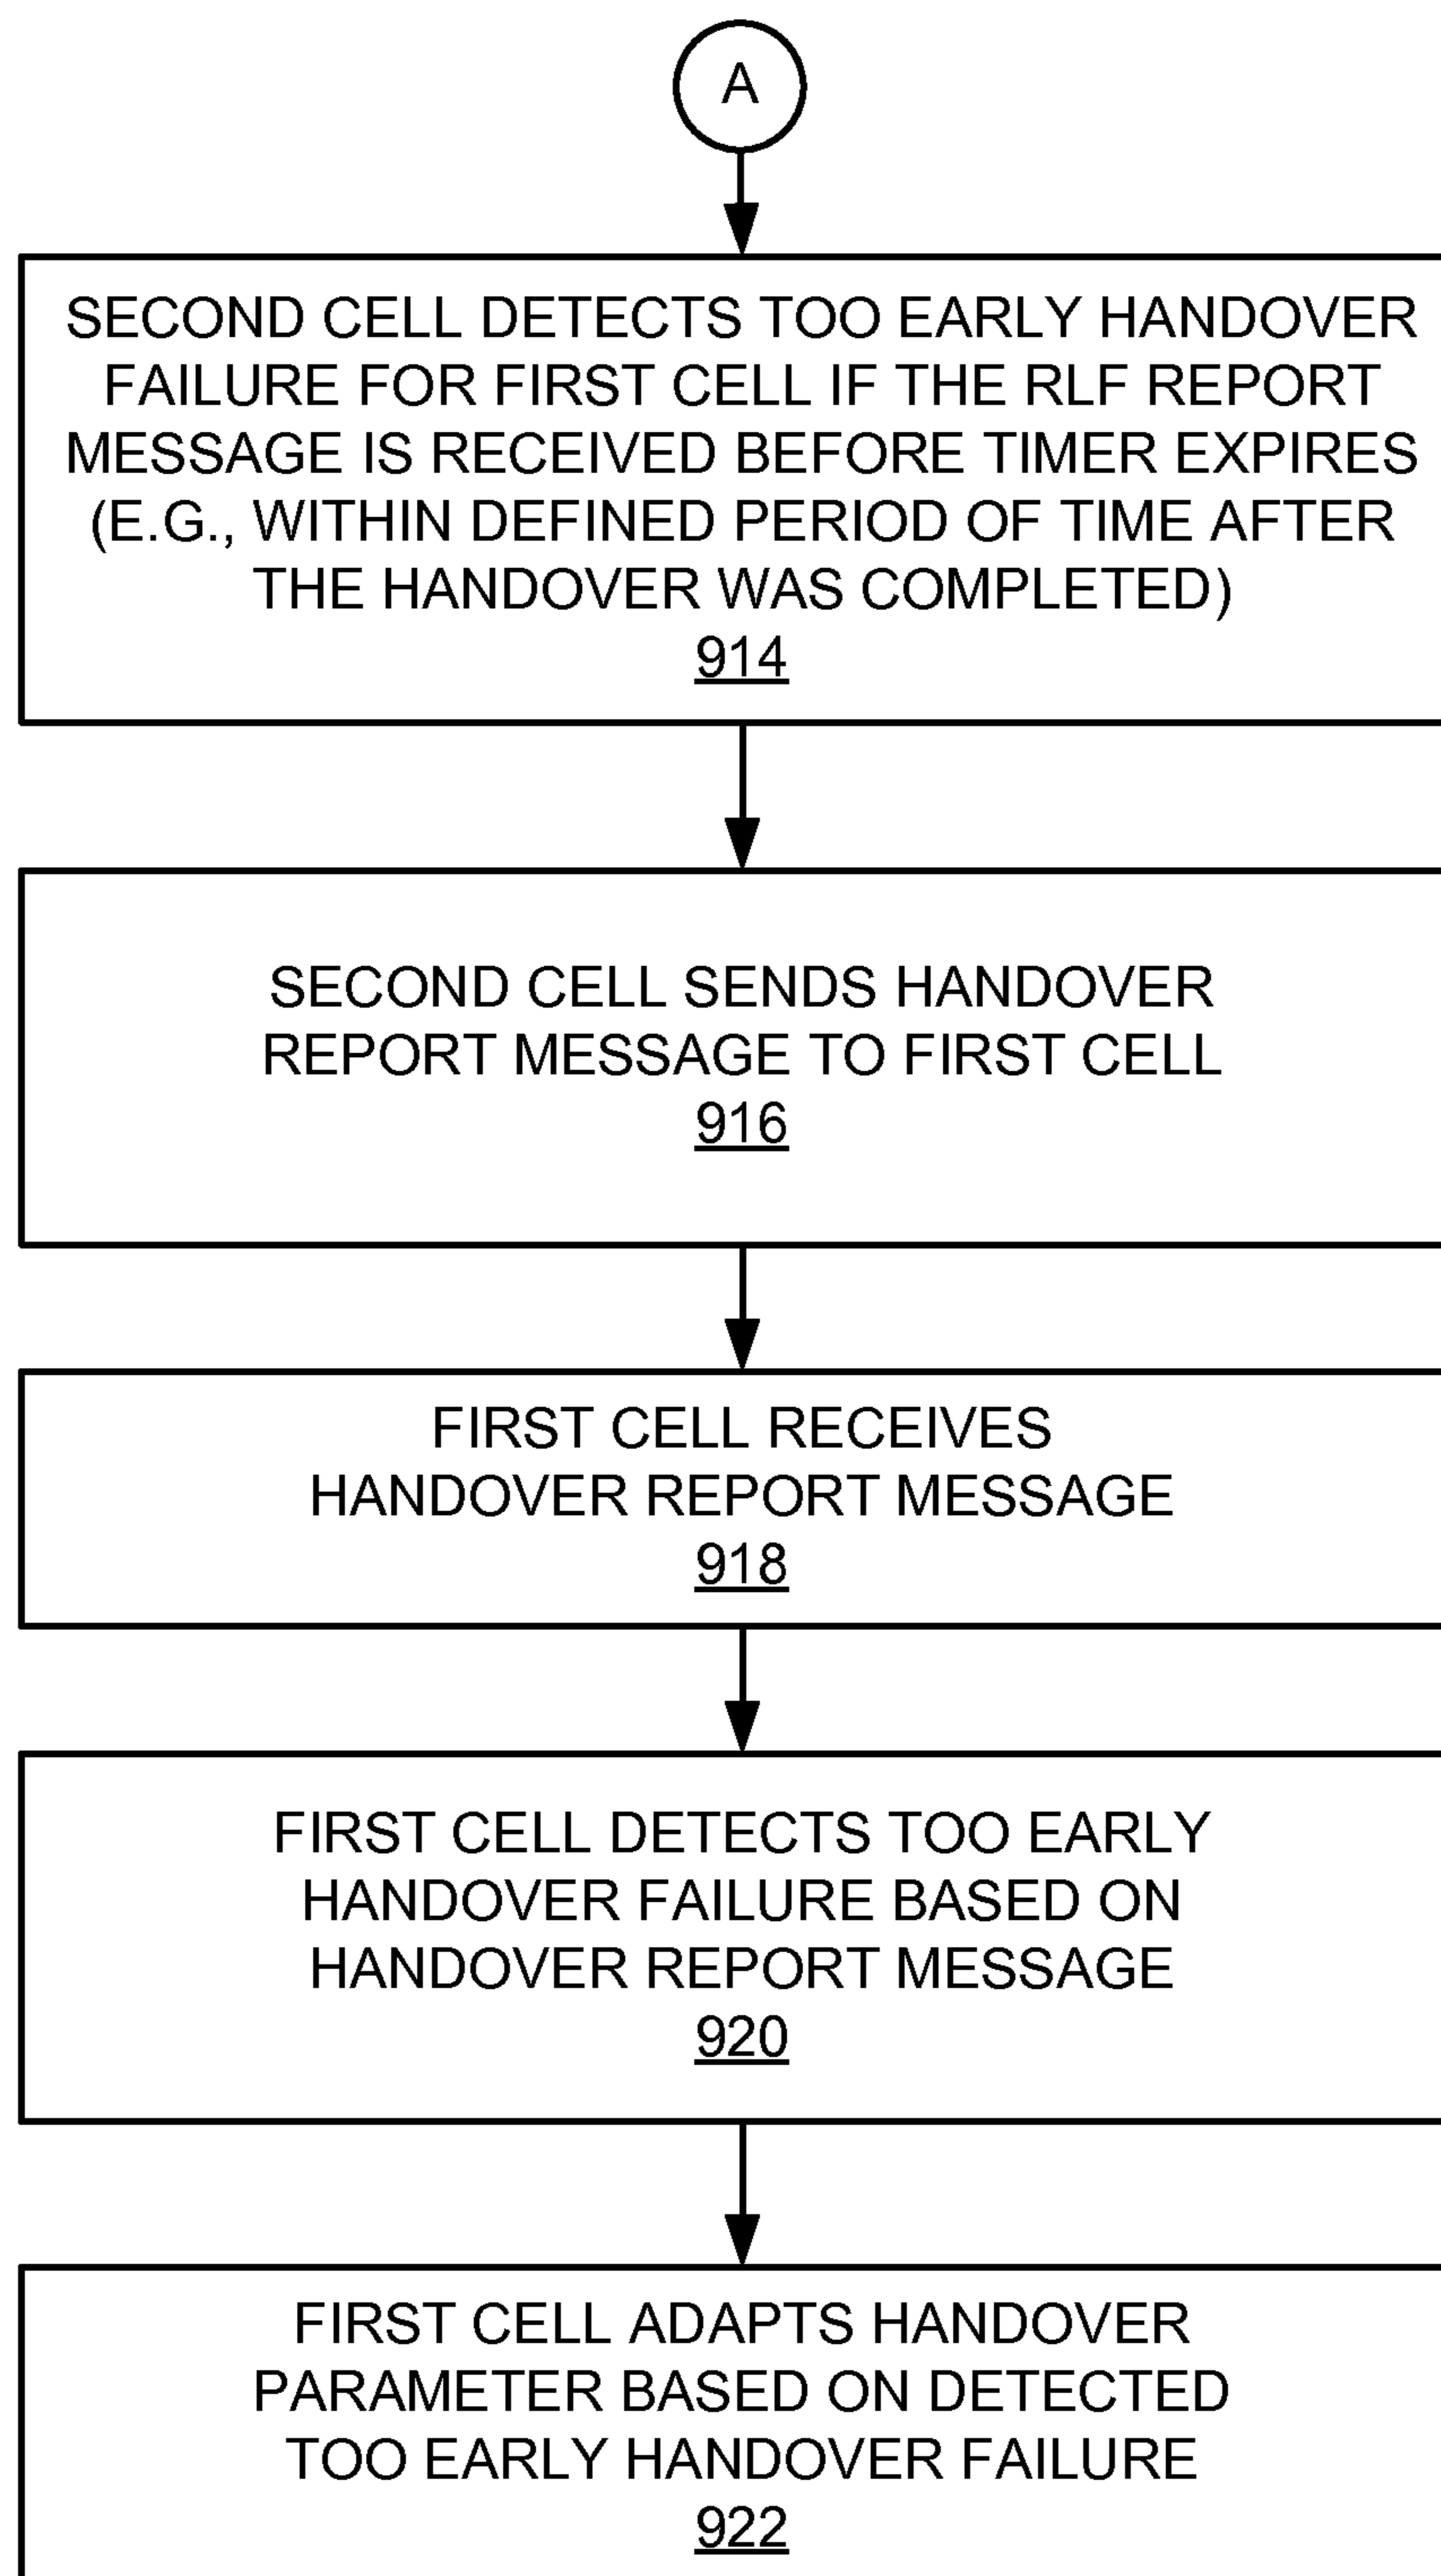 A
SECOND CELL DETECTS TOO EARLY HANDOVER
FAILURE FOR FIRST CELL IF THE RLF REPORT
MESSAGE IS RECEIVED BEFORE TIMER EXPIRES
(E.G., WITHIN DEFINED PERIOD OF TIME AFTER
THE HANDOVER WAS COMPLETED)
914
SECOND CELL SENDS HANDOVER
REPORT MESSAGE TO FIRST CELL
916
FIRST CELL RECEIVES
HANDOVER REPORT MESSAGE
918
FIRST CELL DETECTS TOO EARLY
HANDOVER FAILURE BASED ON
HANDOVER REPORT MESSAGE
920
FIRST CELL ADAPTS HANDOVER
PARAMETER BASED ON DETECTED
TOO EARLY HANDOVER FAILURE
922